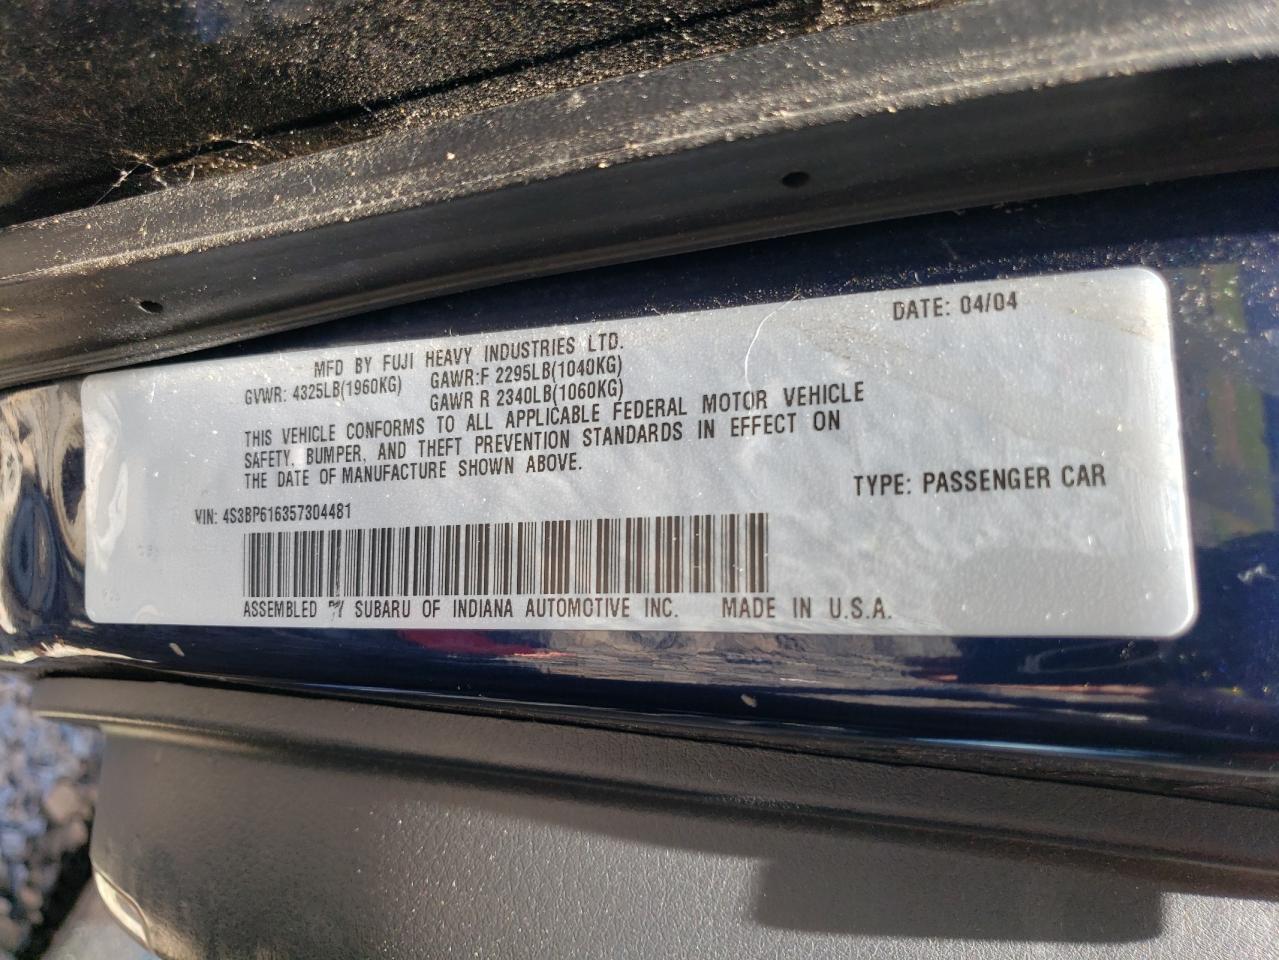 DATE: 04/04
MFD BY FUJI HEAVY INDUSTRIES LTD.
GVWR: 4325LB(1960KG) GAWR:F 2295LB(1040KG)
GAWR R 2340LB(1060KG)
THIS VEHICLE CONFORMS TO ALL APPLICABLE FEDERAL MOTOR VEHICLE
SAFETY, BUMPER, AND THEFT PREVENTION STANDARDS IN EFFECT ON
THE DATE OF MANUFACTURE SHOWN ABOVE.
TYPE: PASSENGER CAR
VIN: 4S3BP616357304481
ASSEMBLED BY SUBARU OF INDIANA AUTOMOTIVE INC. MADE IN U.S.A.